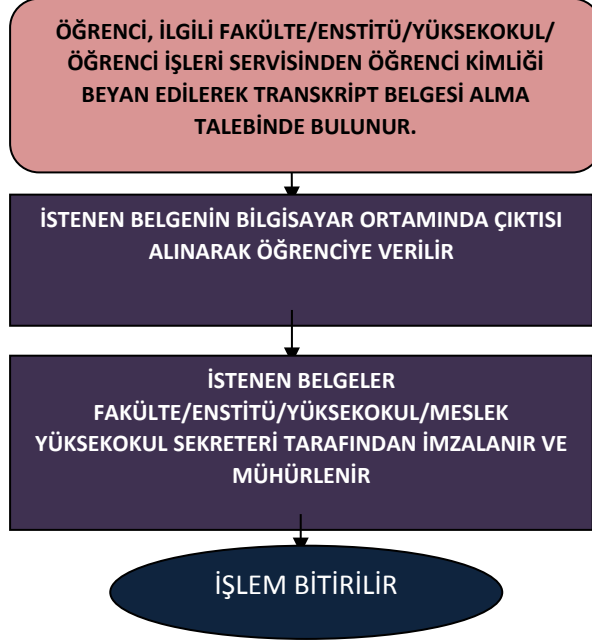 ÖĞRENCİ, İLGİLİ FAKÜLTE/ENSTİTÜ/YÜKSEKOKUL/
ÖĞRENCİ İŞLERİ SERVİSİNDEN ÖĞRENCİ KİMLİĞİ
BEYAN EDİLEREK TRANSKRİPT BELGESİ ALMA
TALEBİNDE BULUNUR.
İSTENEN BELGENİN BİLGİSAYAR ORTAMINDA ÇIKTISI
ALINARAK ÖĞRENCİYE VERİLİR
İSTENEN BELGELER
FAKÜLTE/ENSTİTÜ/YÜKSEKOKUL/MESLEK
YÜKSEKOKUL SEKRETERİ TARAFINDAN İMZALANIR VE
MÜHÜRLENİR
İŞLEM BİTİRİLİR